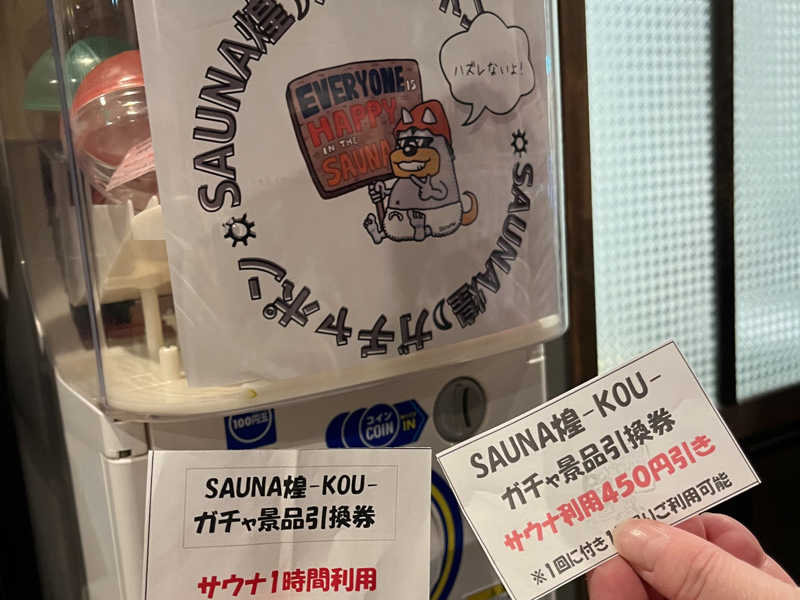 SAUNA煌
ハズレないよ!
EVERYONE IS
HAPPY
IN THE
SAUNA
SAUNA煌
ガチャポン
100円玉
コイン
COIN
IN
SAUNA煌-KOU-
ガチャ景品引換券
サウナ1時間利用
SAUNA煌-KOU-
ガチャ景品引換券
サウナ利用450円引き
※1回に付き1 りご利用可能